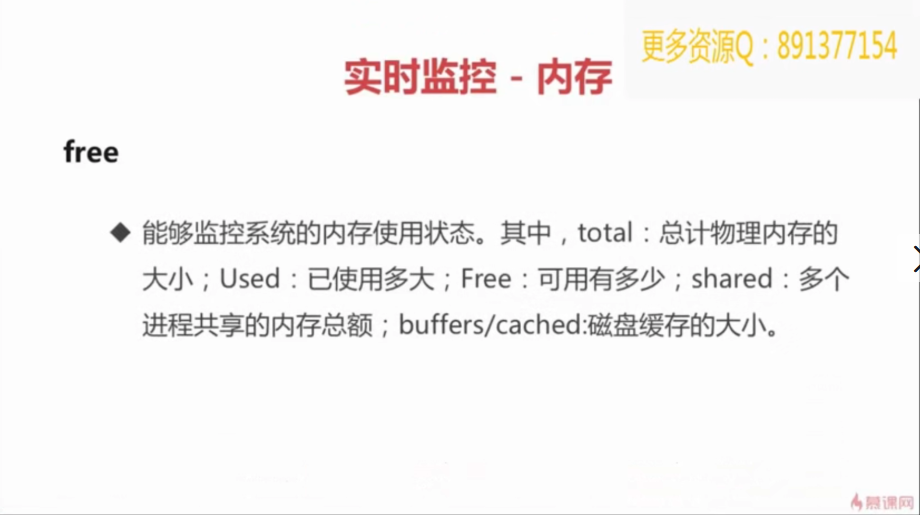 更多资源Q：891377154
实时监控 - 内存
free
◆ 能够监控系统的内存使用状态。其中，total：总计物理内存的
大小；Used：已使用多大；Free：可用有多少；shared：多个
进程共享的内存总额；buffers/cached:磁盘缓存的大小。
慕课网